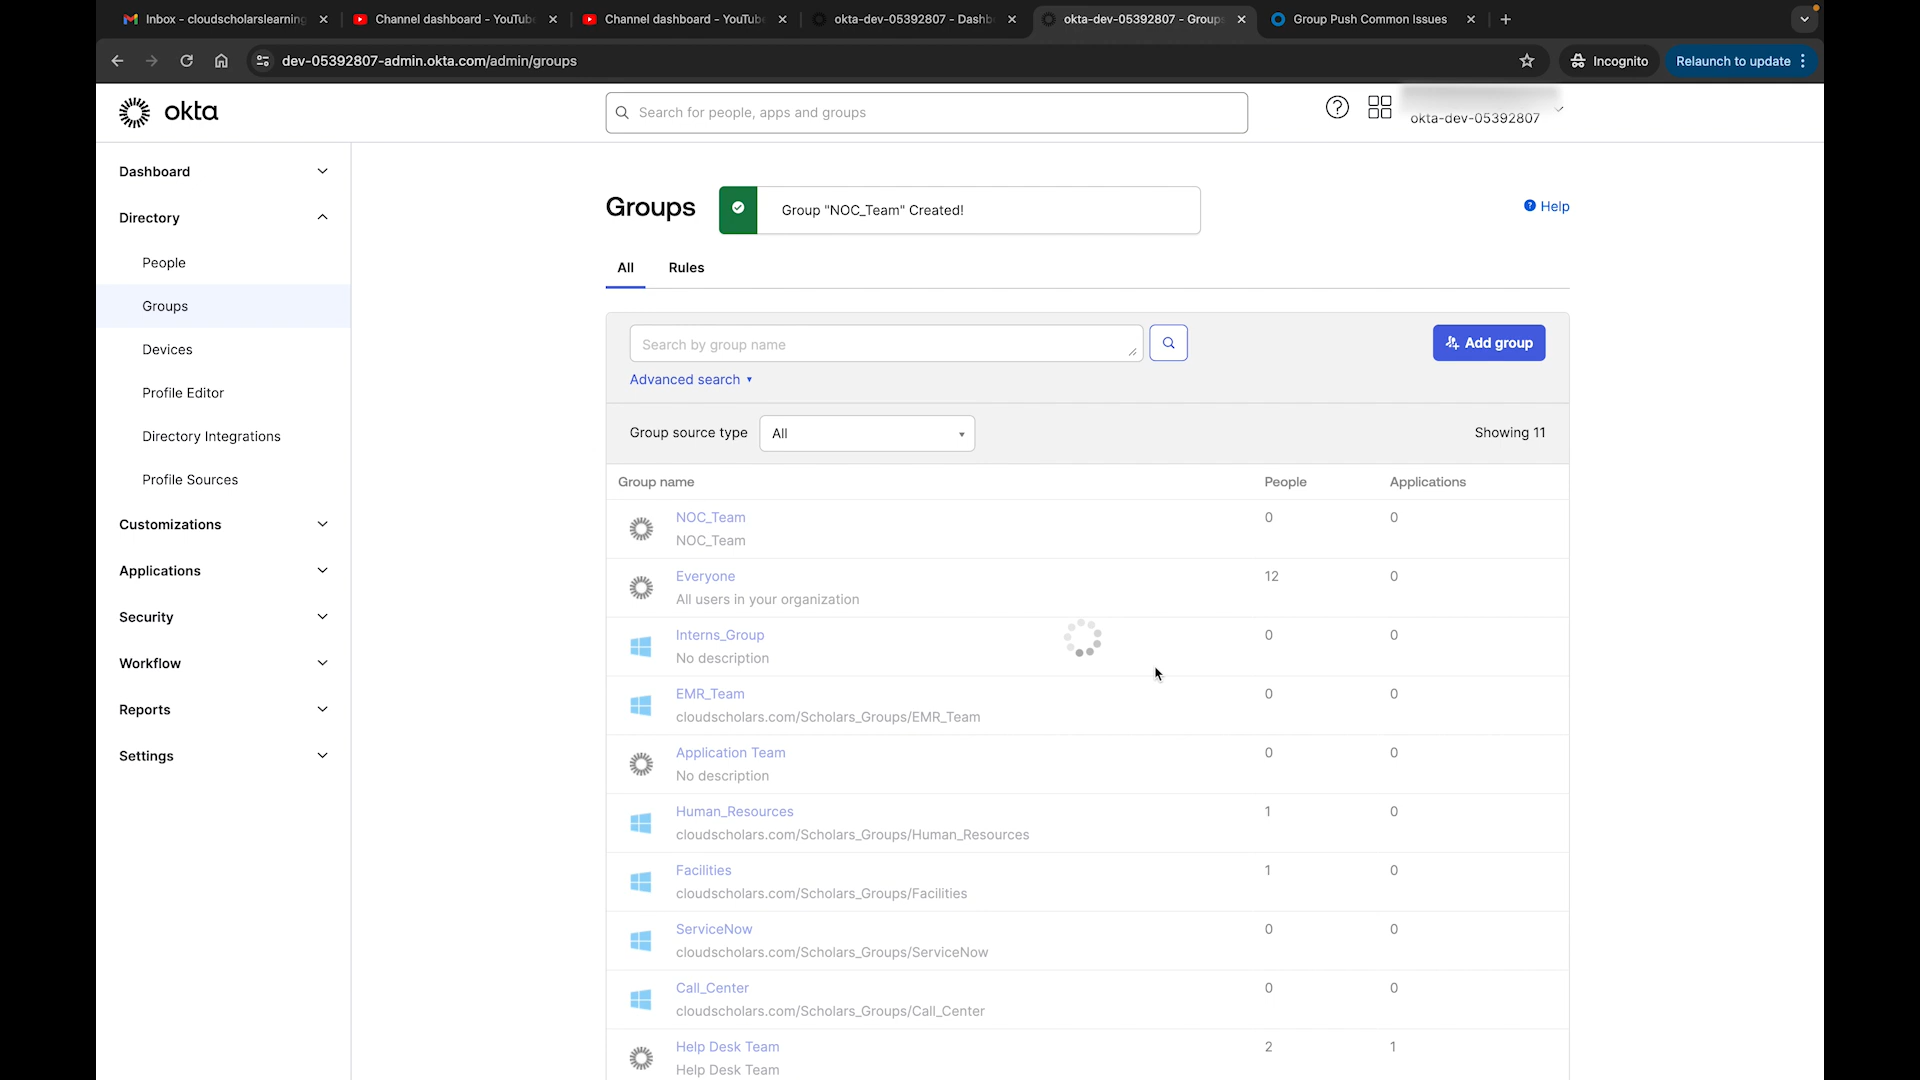 Inbox - cloudscholarslearning
Channel dashboard - YouTube
Channel dashboard - YouTube
okta-dev-05392807 - Dashb
okta-dev-05392807 - Groups
Group Push Common Issues
dev-05392807-admin.okta.com/admin/groups
Incognito
Relaunch to update
okta
Search for people, apps and groups
okta-dev-05392807
Dashboard
Directory
People
Groups
Devices
Profile Editor
Directory Integrations
Profile Sources
Customizations
Applications
Security
Workflow
Reports
Settings
Groups
Group "NOC_Team" Created!
Help
All Rules
Search by group name
Add group
Advanced search
Group source type All Showing 11
Group name People Applications
NOC_Team 0 0
NOC_Team
Everyone 12 0
All users in your organization
Interns_Group 0 0
No description
EMR_Team 0 0
cloudscholars.com/Scholars_Groups/EMR_Team
Application Team 0 0
No description
Human_Resources 1 0
cloudscholars.com/Scholars_Groups/Human_Resources
Facilities 1 0
cloudscholars.com/Scholars_Groups/Facilities
ServiceNow 0 0
cloudscholars.com/Scholars_Groups/ServiceNow
Call_Center 0 0
cloudscholars.com/Scholars_Groups/Call_Center
Help Desk Team 2 1
Help Desk Team